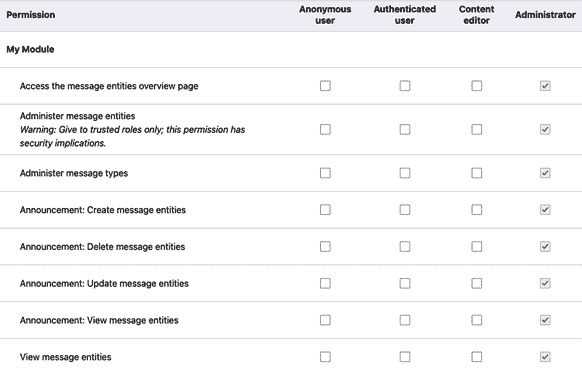 Permission
Anonymous user
Authenticated user
Content editor
Administrator
My Module
Access the message entities overview page
Administer message entities
Warning: Give to trusted roles only; this permission has
security implications.
Administer message types
Announcement: Create message entities
Announcement: Delete message entities
Announcement: Update message entities
Announcement: View message entities
View message entities